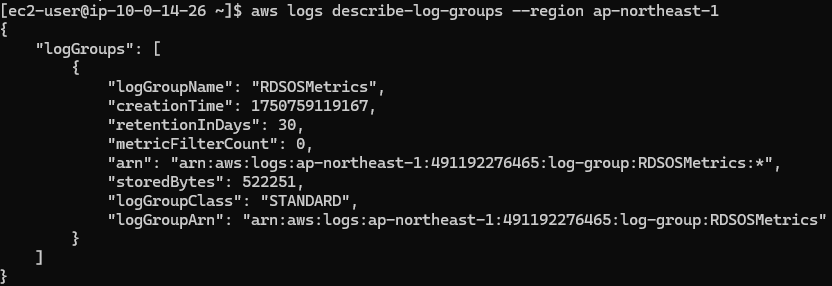 [ec2-user@ip-10-0-14-26 ~]$ aws logs describe-log-groups --region ap-northeast-1
{
    "logGroups": [
        {
            "logGroupName": "RDSOSMetrics",
            "creationTime": 1750759119167,
            "retentionInDays": 30,
            "metricFilterCount": 0,
            "arn": "arn:aws:logs:ap-northeast-1:491192276465:log-group:RDSOSMetrics:*",
            "storedBytes": 522251,
            "logGroupClass": "STANDARD",
            "logGroupArn": "arn:aws:logs:ap-northeast-1:491192276465:log-group:RDSOSMetrics"
        }
    ]
}